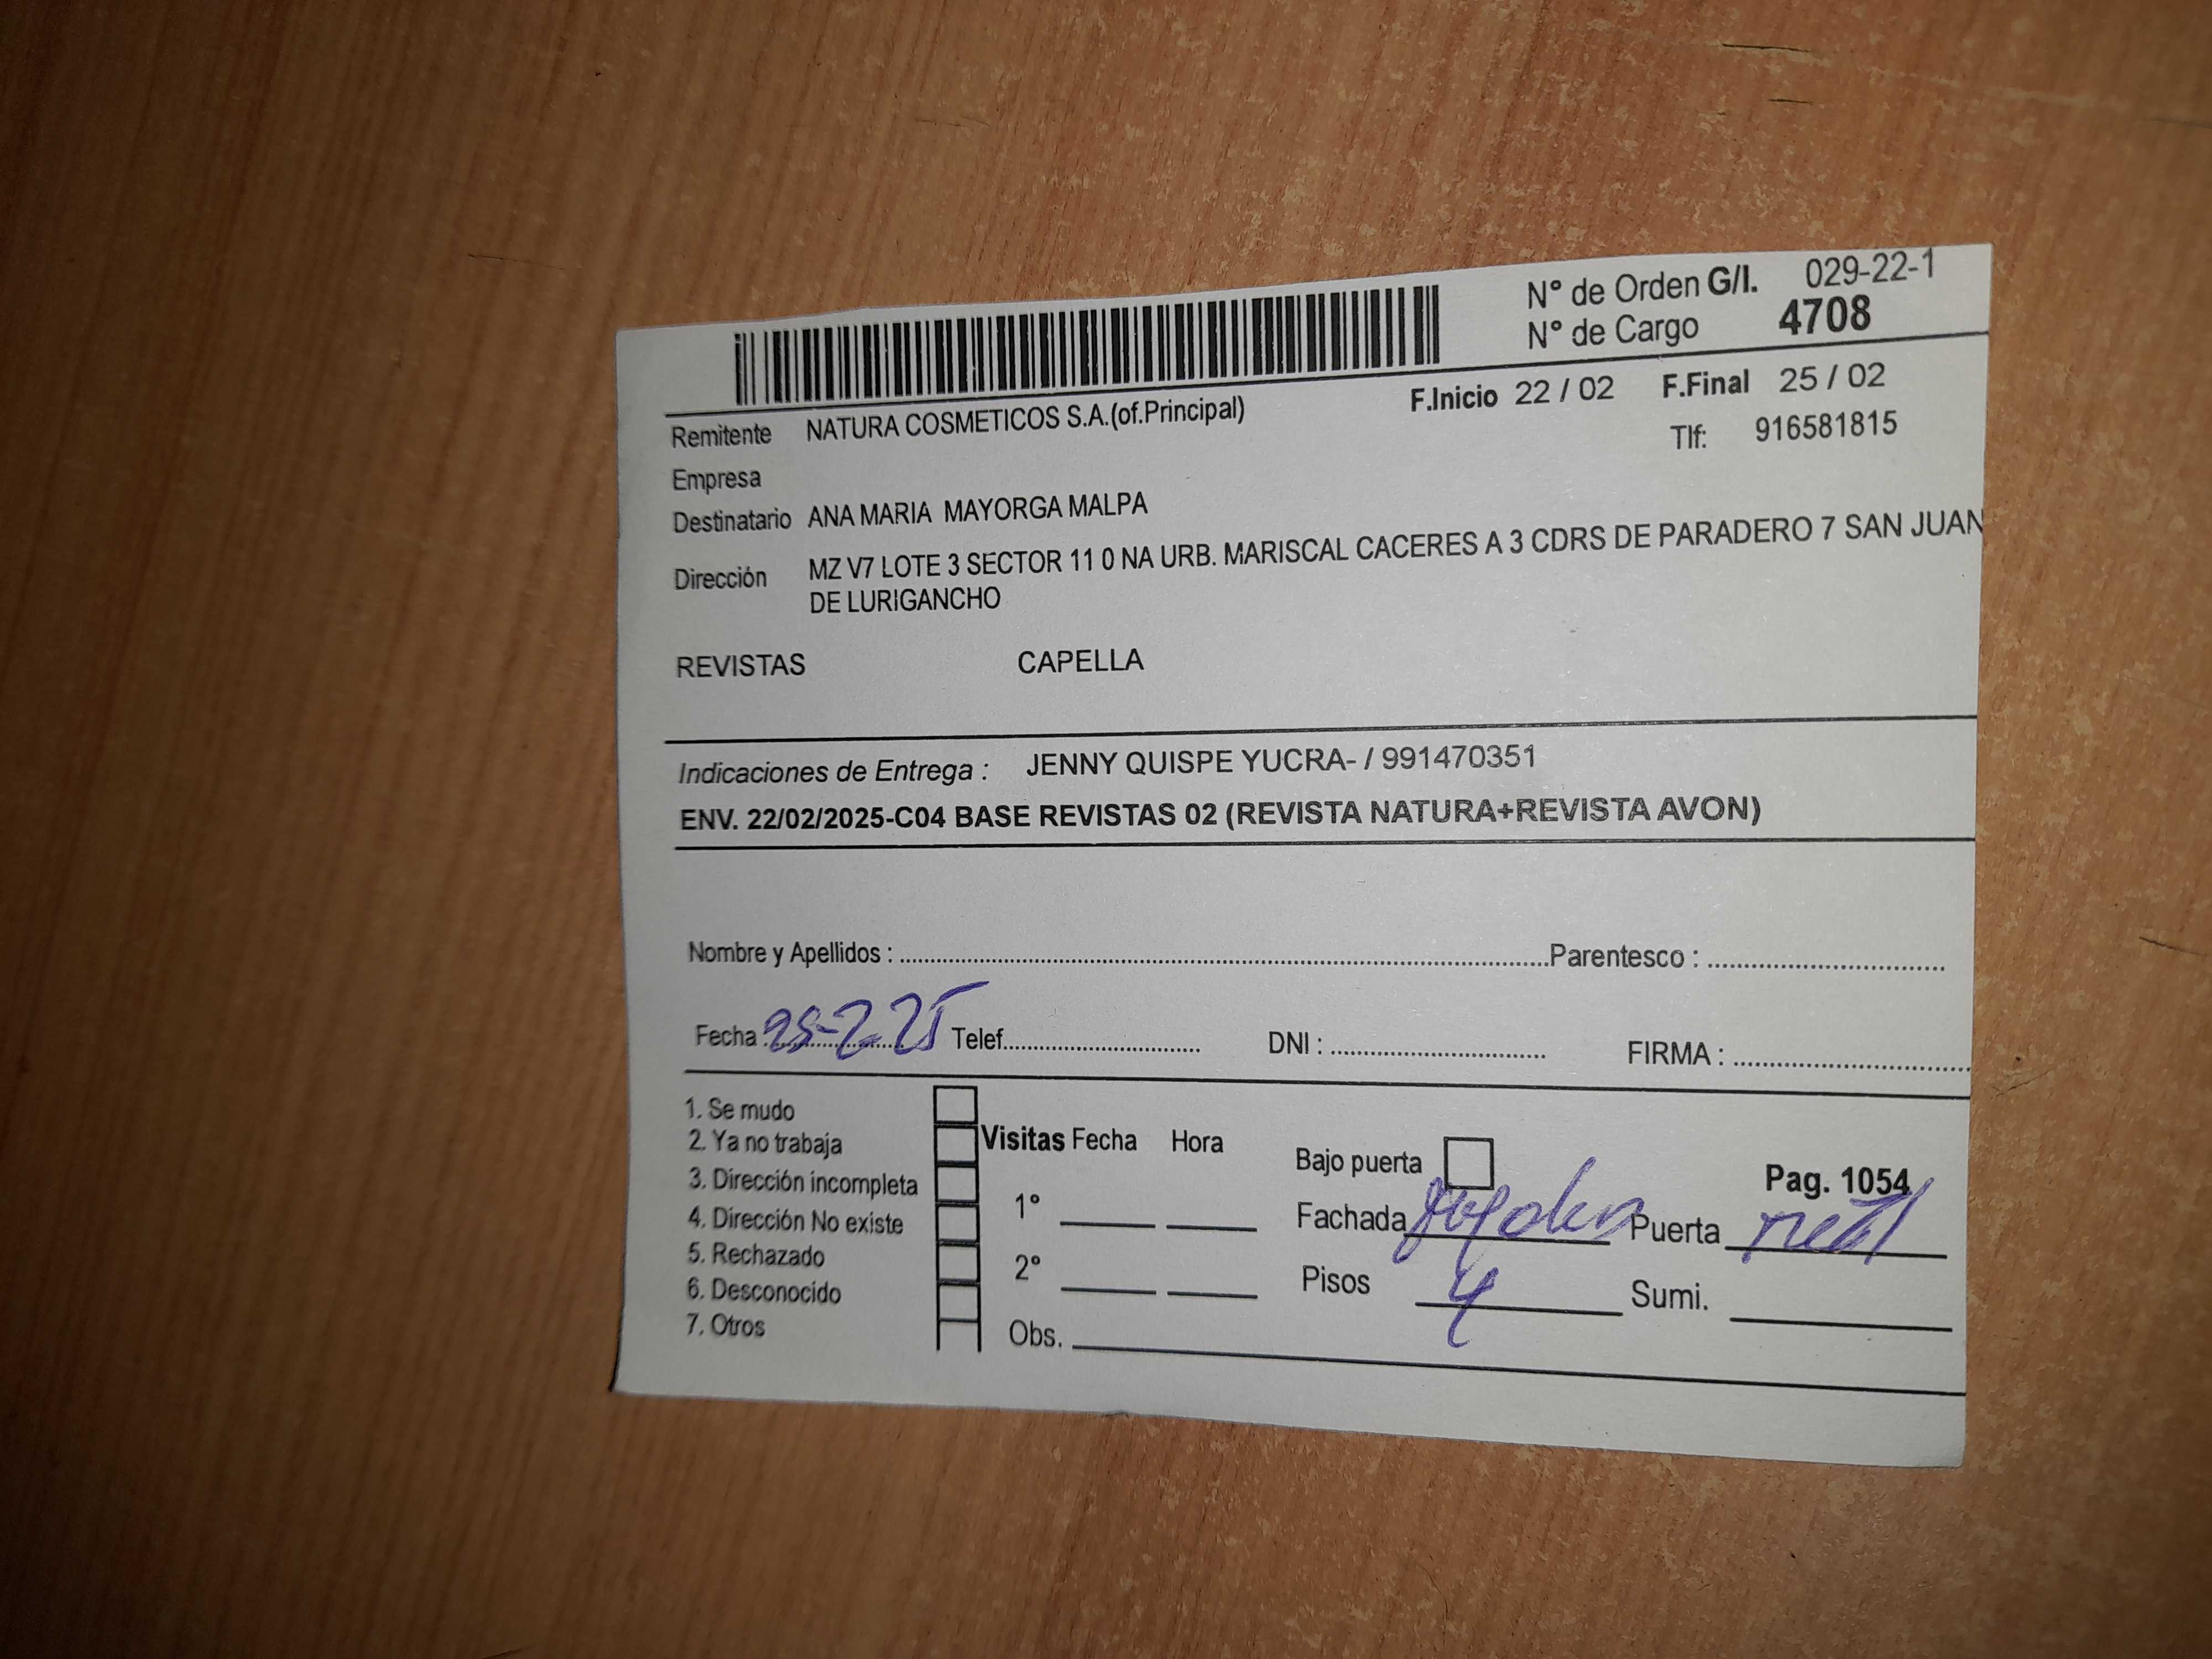 N° de Orden G/I. 029-22-1
N° de Cargo 4708
F.Inicio 22 / 02 F.Final 25 / 02
Remitente NATURA COSMETICOS S.A.(of.Principal)
Tlf: 916581815
Empresa
Destinatario ANA MARIA MAYORGA MALPA
Dirección MZ V7 LOTE 3 SECTOR 11 0 NA URB. MARISCAL CACERES A 3 CDRS DE PARADERO 7 SAN JUAN
DE LURIGANCHO
REVISTAS CAPELLA
Indicaciones de Entrega : JENNY QUISPE YUCRA- / 991470351
ENV. 22/02/2025-C04 BASE REVISTAS 02 (REVISTA NATURA+REVISTA AVON)
Nombre y Apellidos : Parentesco :
Fecha : 25-2-25 Telef. DNI : FIRMA :
1. Se mudo
2. Ya no trabaja
3. Dirección incompleta
4. Dirección No existe
5. Rechazado
6. Desconocido
7. Otros
Visitas Fecha Hora
1°
2°
Obs.
Bajo puerta
Pag. 1054
Fachada Puerta
Pisos 4 Sumi.